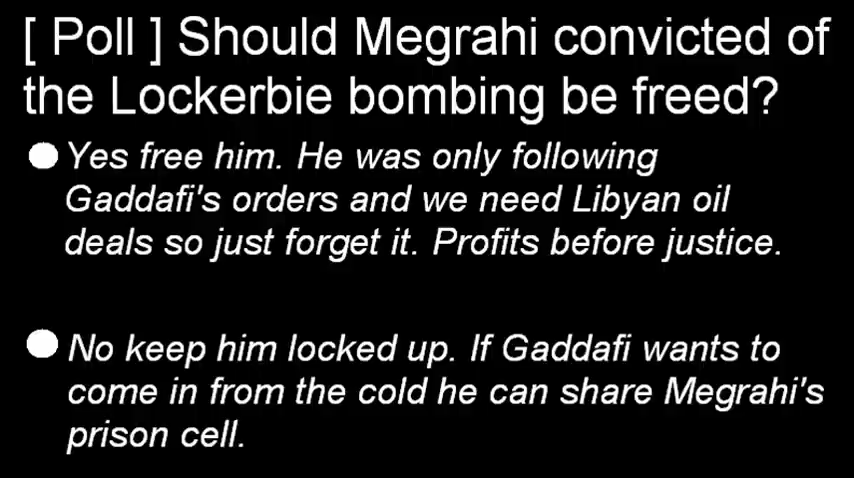 [ Poll ] Should Megrahi convicted of
the Lockerbie bombing be freed?
Yes free him. He was only following
Gaddafi's orders and we need Libyan oil
deals so just forget it. Profits before justice.
No keep him locked up. If Gaddafi wants to
come in from the cold he can share Megrahi's
prison cell.